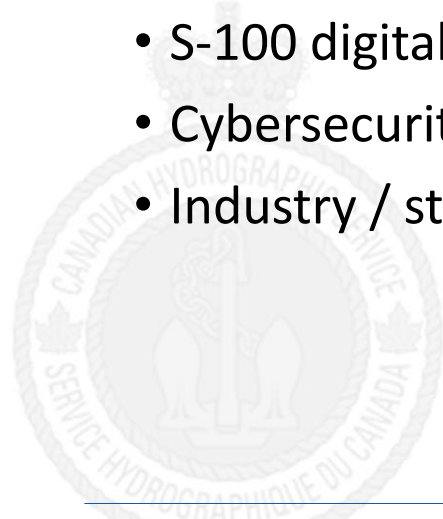 • S-100 digital
• Cybersecurit
• Industry / st
CANADIAN HYDROGRAPHIC SERVICE
SERVICE HYDROGRAPHIQUE DU CANADA